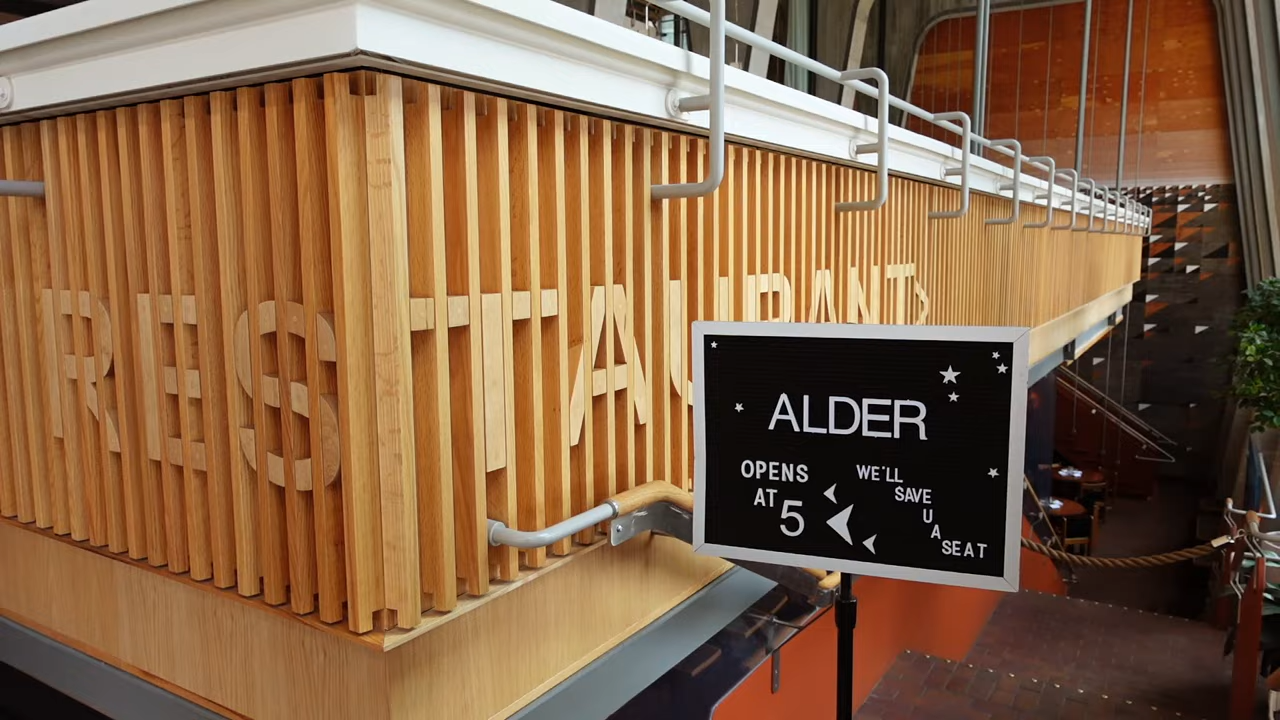 RESTAURANT
ALDER
OPENS
AT 5
WE'LL
SAVE
U
A
SEAT